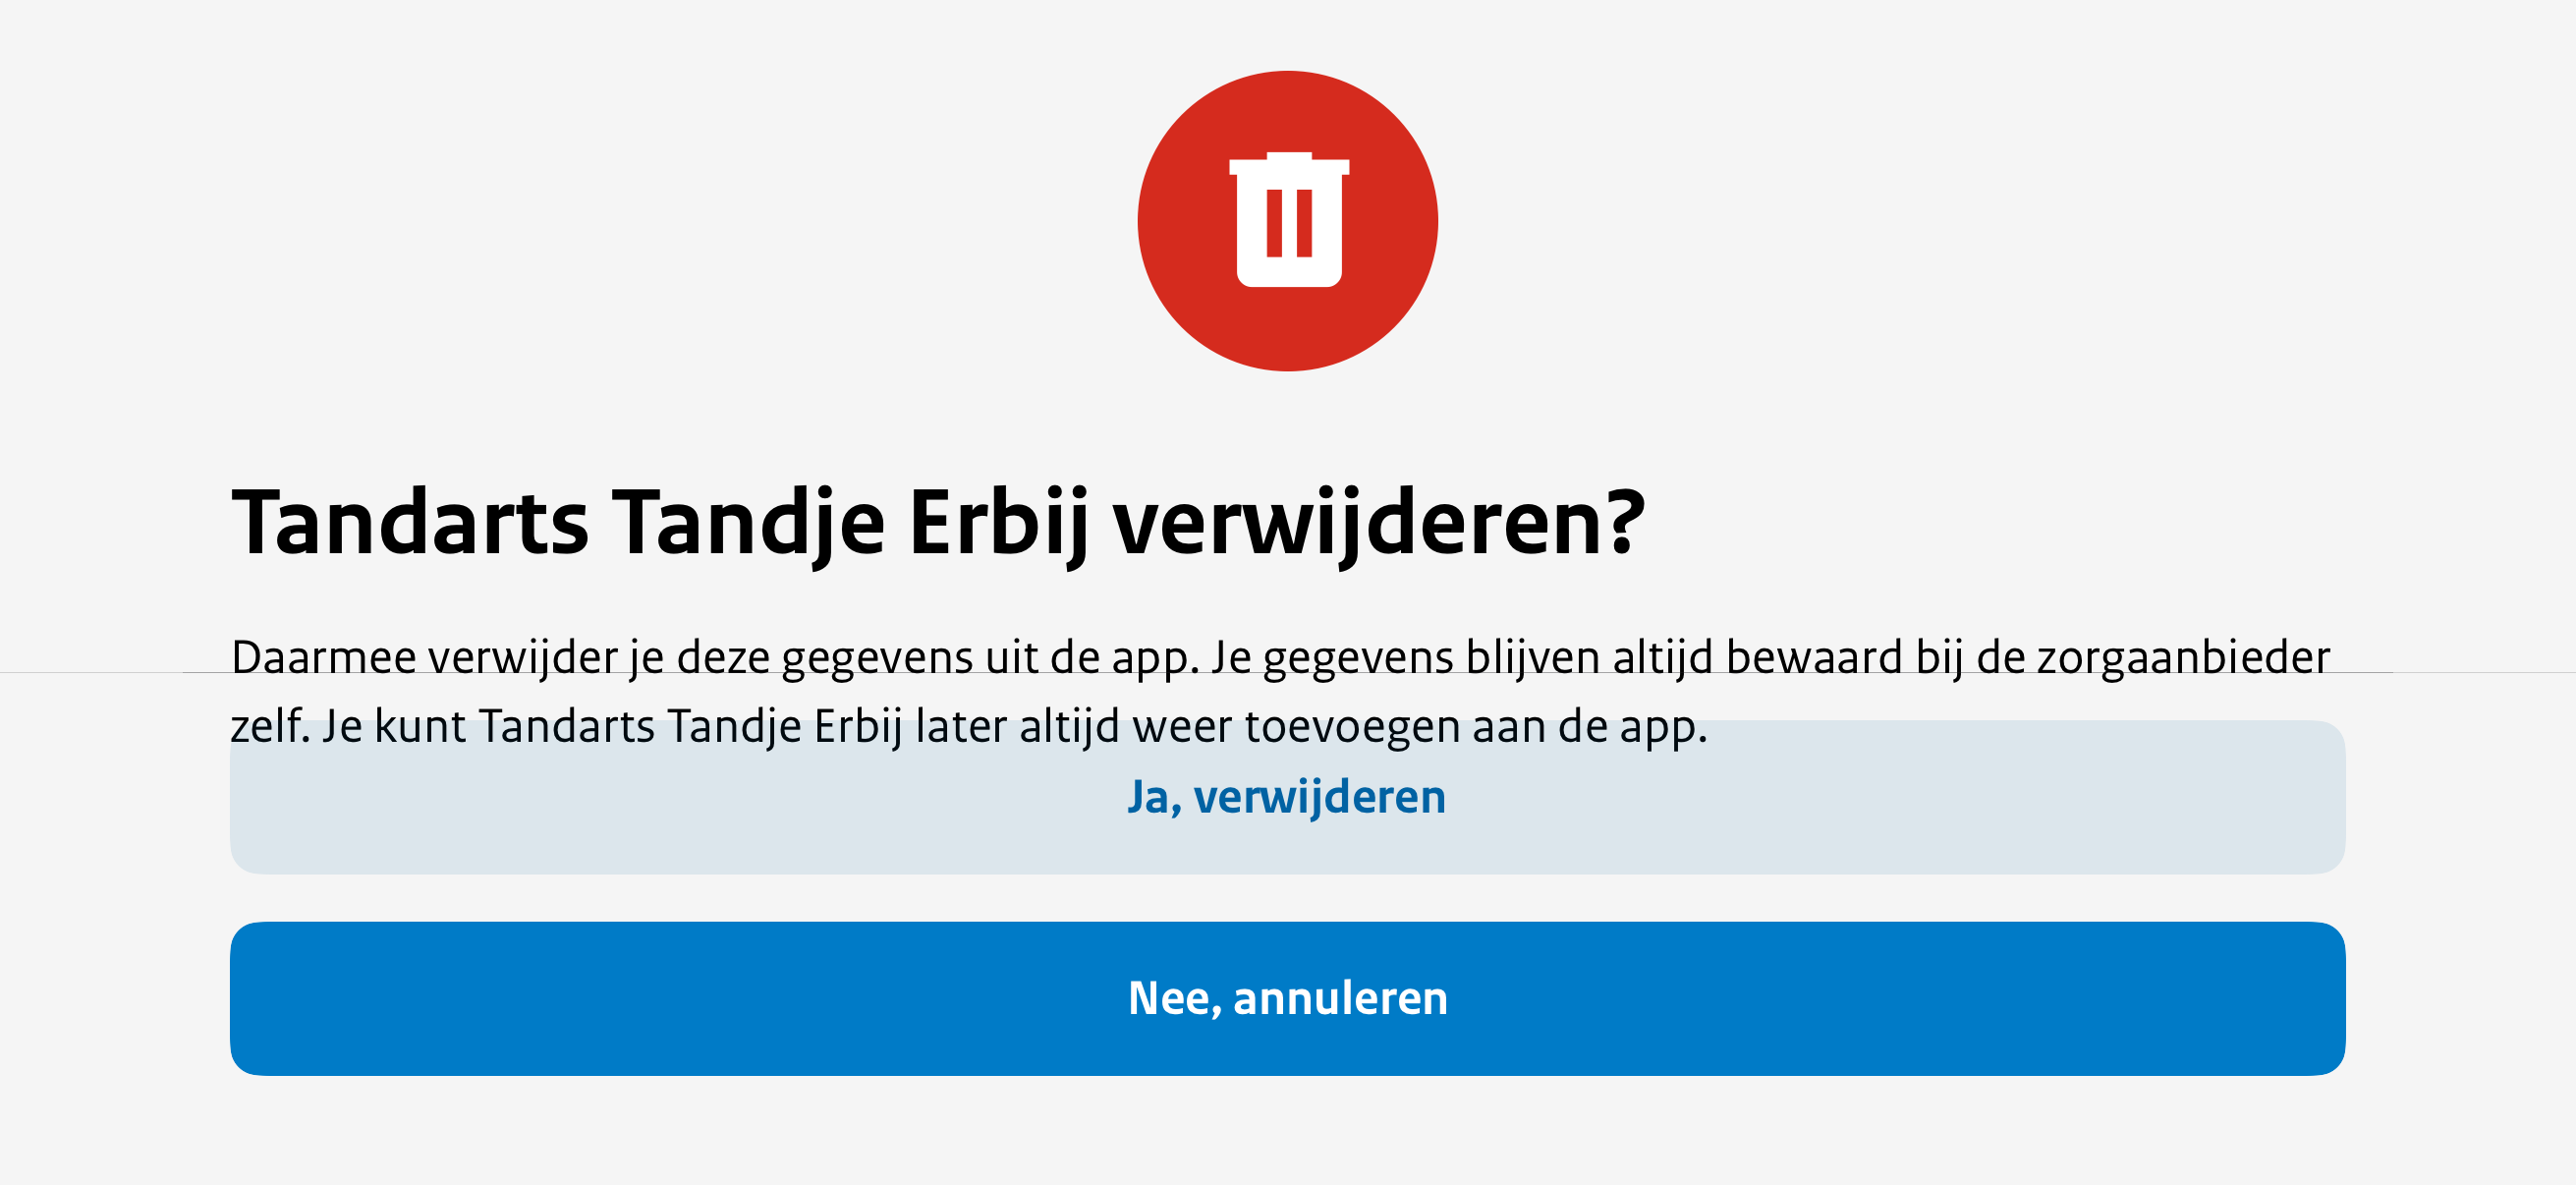 Tandarts Tandje Erbij verwijderen?
Daarmee verwijder je deze gegevens uit de app. Je gegevens blijven altijd bewaard bij de zorgaanbieder
zelf. Je kunt Tandarts Tandje Erbij later altijd weer toevoegen aan de app.
Ja, verwijderen
Nee, annuleren